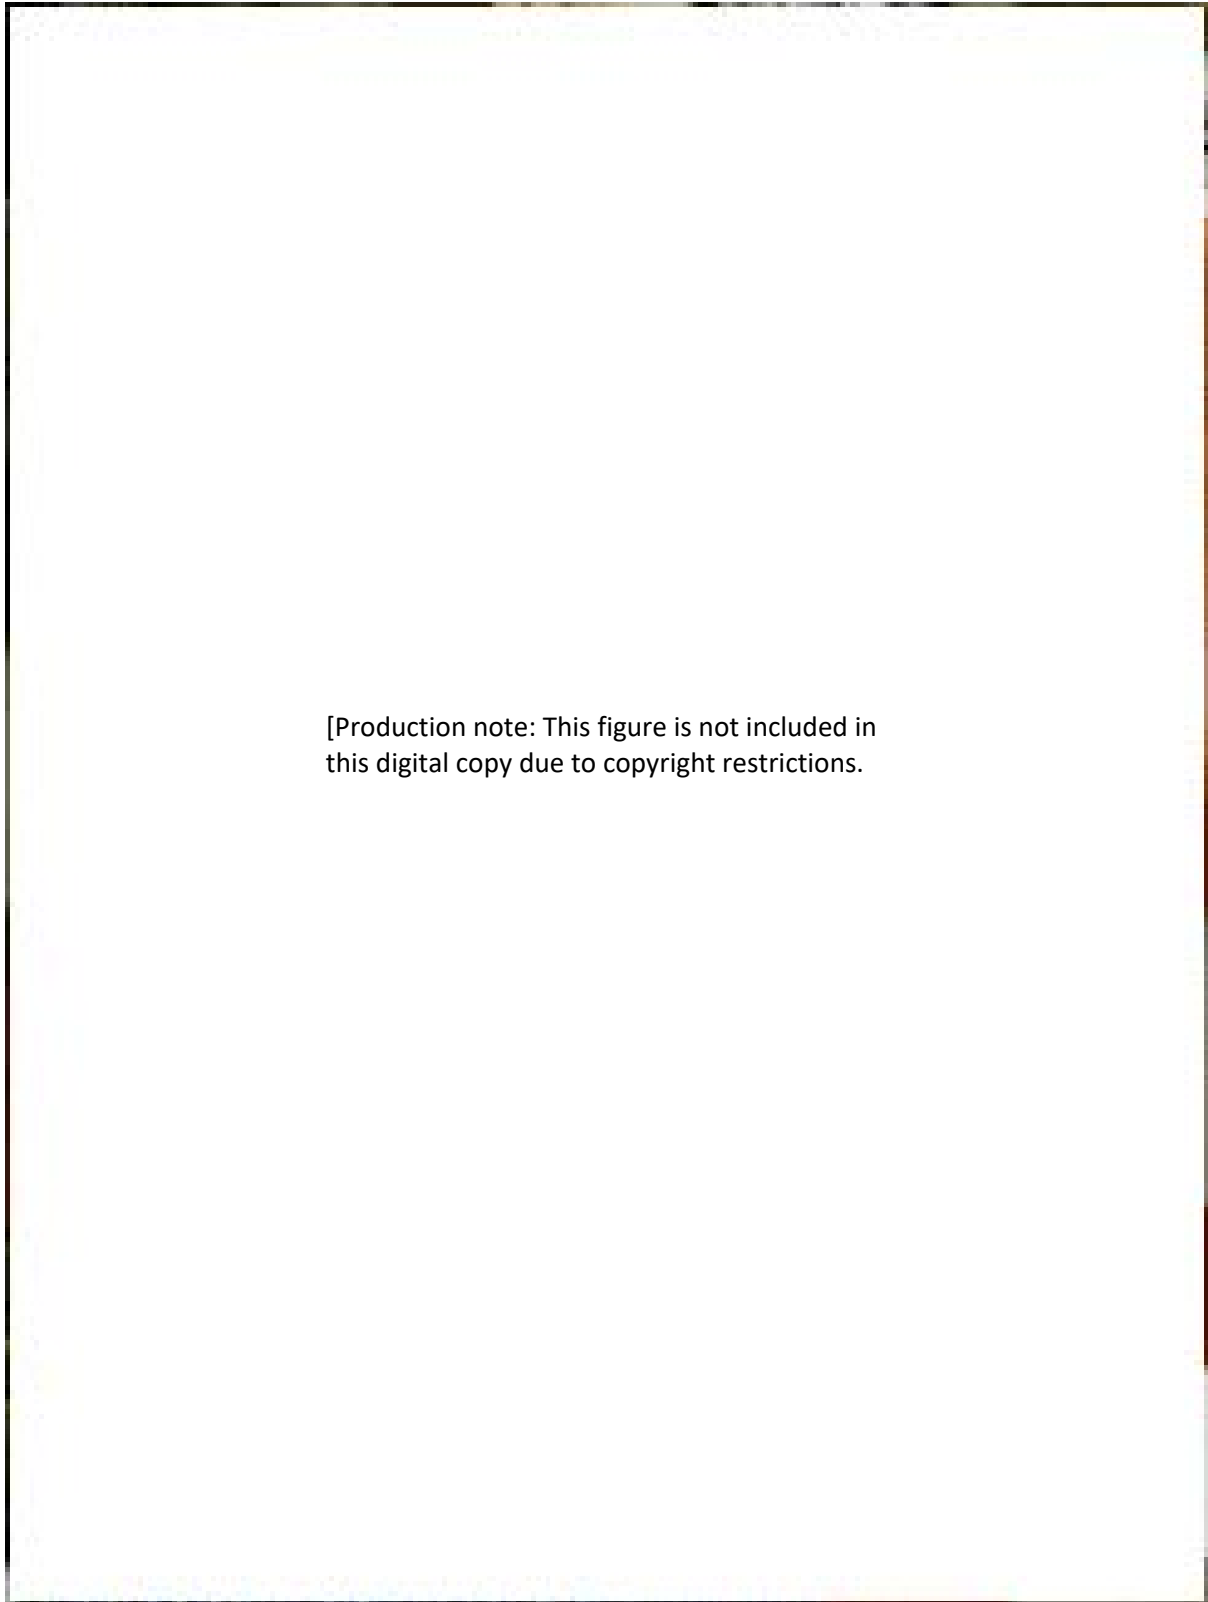 [Production note: This figure is not included in
this digital copy due to copyright restrictions.